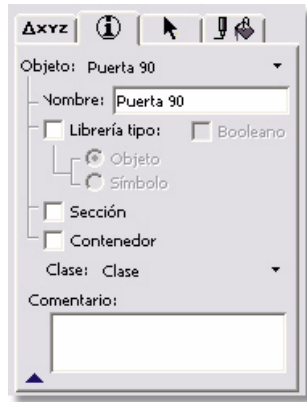 ΔXYZ
Objeto: Puerta 90
Nombre: Puerta 90
Librería tipo: Booleano
Objeto
Símbolo
Sección
Contenedor
Clase: Clase
Comentario: